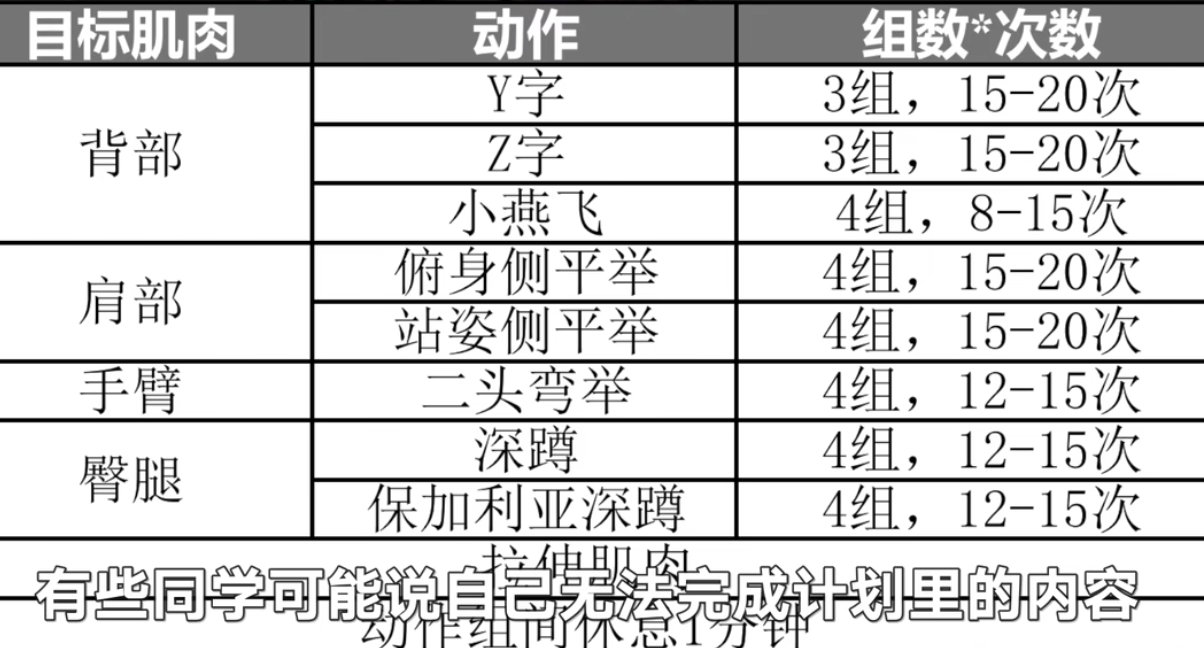 目标肌肉 动作 组数*次数
背部 Y字 3组，15-20次
Z字 3组，15-20次
小燕飞 4组，8-15次
肩部 俯身侧平举 4组，15-20次
站姿侧平举 4组，15-20次
手臂 二头弯举 4组，12-15次
臀腿 深蹲 4组，12-15次
保加利亚深蹲 4组，12-15次
拉伸肌肉
有些同学可能说自己无法完成计划里的内容
动作组间休息1分钟